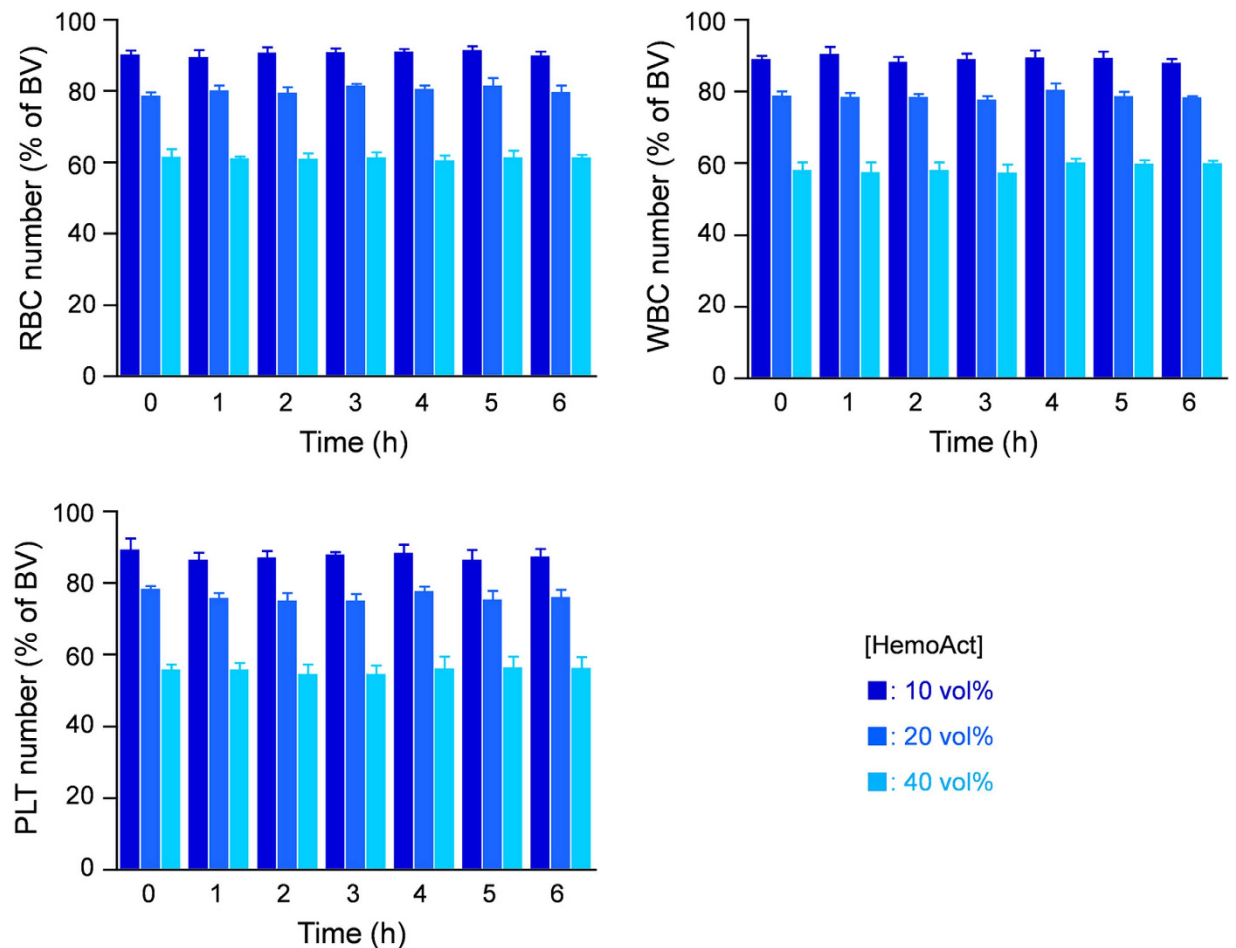 RBC number (% of BV)
100
80
60
40
20
0
0 1 2 3 4 5 6
Time (h)
WBC number (% of BV)
100
80
60
40
20
0
0 1 2 3 4 5 6
Time (h)
PLT number (% of BV)
100
80
60
40
20
0
0 1 2 3 4 5 6
Time (h)
[HemoAct]
: 10 vol%
: 20 vol%
: 40 vol%